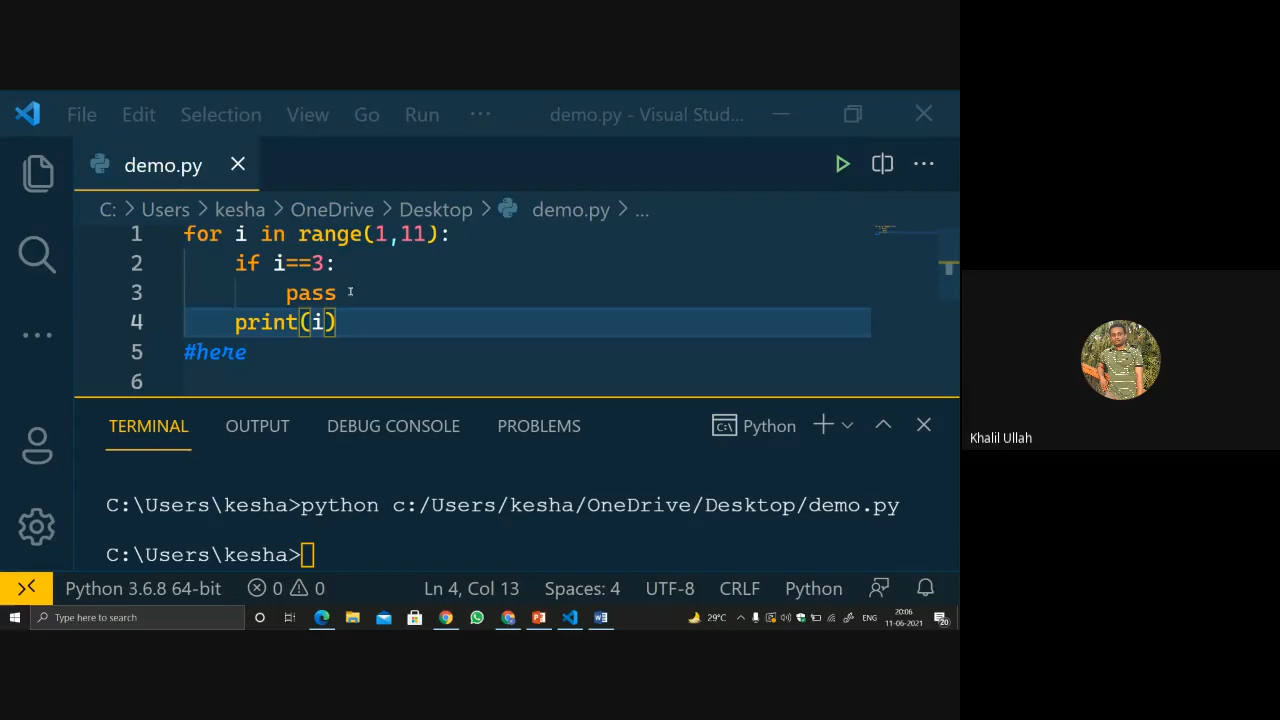 File Edit Selection View Go Run ··· demo.py - Visual Stud...
demo.py
C: > Users > kesha > OneDrive > Desktop > demo.py > ...
1 for i in range(1,11):
2 if i==3:
3 pass
4 print(i)
5 #here
6
TERMINAL OUTPUT DEBUG CONSOLE PROBLEMS Python
C:\Users\kesha>python c:/Users/kesha/OneDrive/Desktop/demo.py
C:\Users\kesha>
Python 3.6.8 64-bit 0 0 Ln 4, Col 13 Spaces: 4 UTF-8 CRLF Python
Type here to search 29°C ENG 20:06
11-06-2021 20
Khalil Ullah